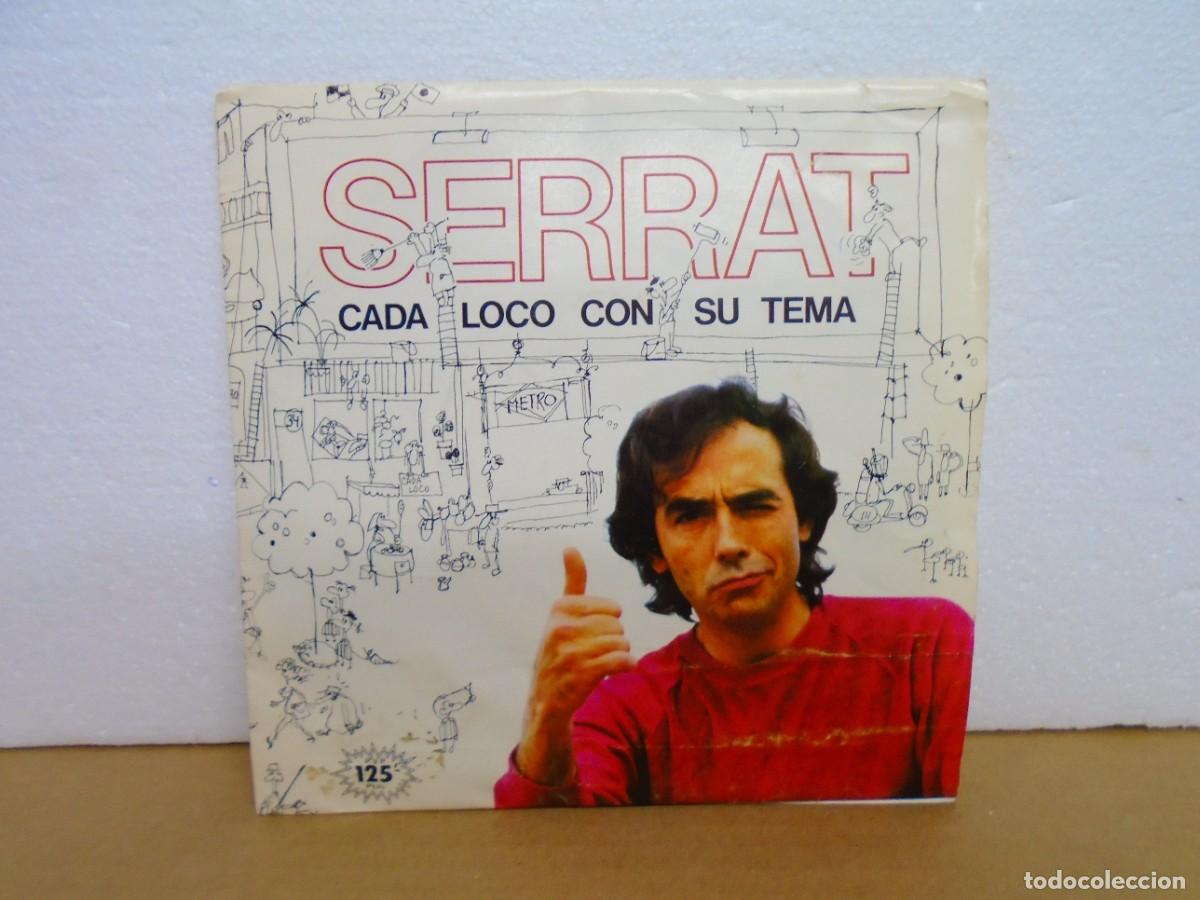 SERRAT
CADA LOCO CON SU TEMA
METRO
34
CADA
LOCO
125
todocoleccion